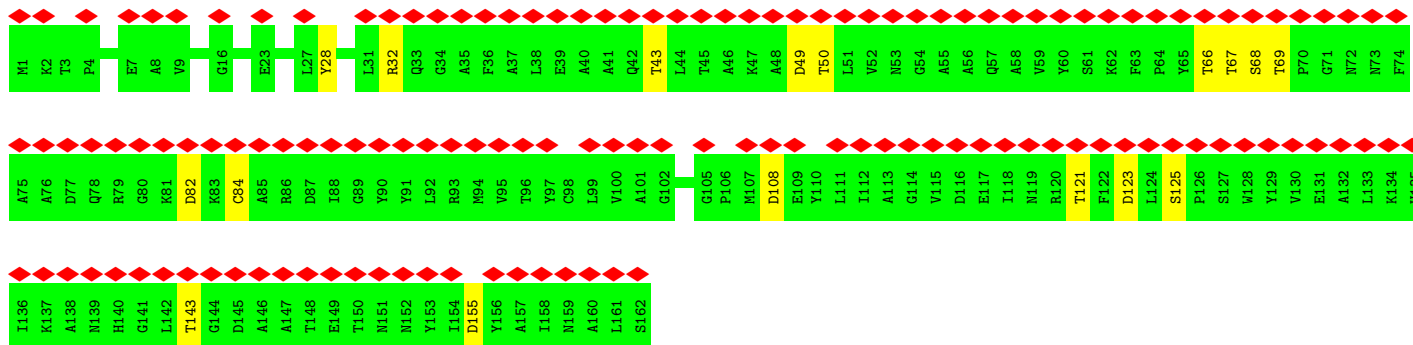 M1 K2 T3 P4 E7 A8 V9 G16 E23 L27 Y28 L31 R32 Q33 G34 A35 F36 A37 L38 E39 A40 A41 Q42 T43 L44 T45 A46 K47 A48 D49 T50 L51 V52 N53 G54 A55 A56 Q57 A58 V59 Y60 S61 K62 F63 P64 Y65 T66 T67 S68 T69 P70 G71 N72 N73 F74
A75 A76 D77 Q78 R79 G80 K81 D82 K83 C84 A85 R86 D87 I88 G89 Y90 Y91 L92 R93 M94 V95 T96 Y97 C98 L99 V100 A101 G102 G105 P106 M107 D108 E109 Y110 L111 I112 A113 G114 V115 D116 E117 I118 N119 R120 T121 F122 D123 L124 S125 P126 S127 W128 Y129 V130 E131 A132 L133 K134
I136 K137 A138 N139 H140 G141 L142 T143 G144 D145 A146 A147 T148 E149 T150 N151 N152 Y153 I154 D155 Y156 A157 I158 N159 A160 L161 S162